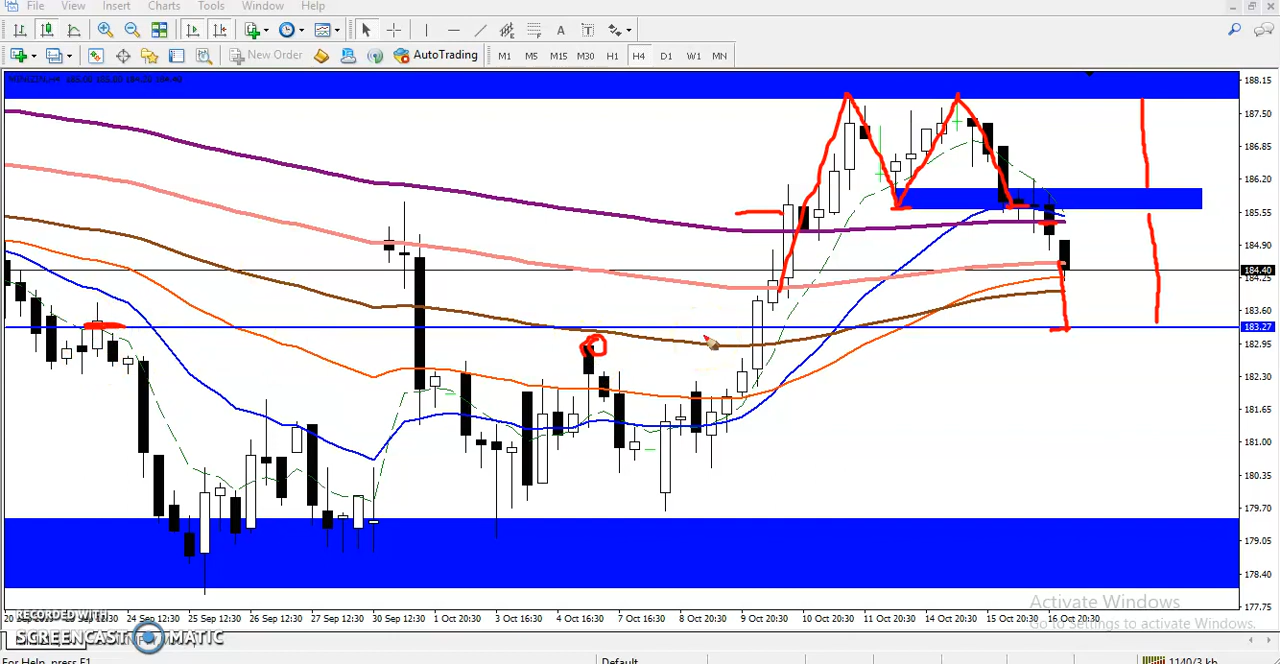 File View Insert Charts Tools Window Help
New Order AutoTrading M1 M5 M15 M30 H1 H4 D1 W1 MN
188.15
187.50
186.85
186.20
185.55
184.90
184.40
184.25
183.27
182.95
182.30
181.65
181.00
180.35
179.70
179.05
178.40
177.75
Activate Windows
Go to Settings to activate Windows.
24 Sep 12:30 25 Sep 12:30 26 Sep 12:30 27 Sep 12:30 30 Sep 12:30 1 Oct 20:30 3 Oct 16:30 4 Oct 16:30 7 Oct 16:30 8 Oct 20:30 9 Oct 20:30 10 Oct 20:30 11 Oct 20:30 14 Oct 20:30 15 Oct 20:30 16 Oct 20:30
RECORDED WITH
SCREENCAST MATIC
For Help, press F1 Default 1140/3 kb